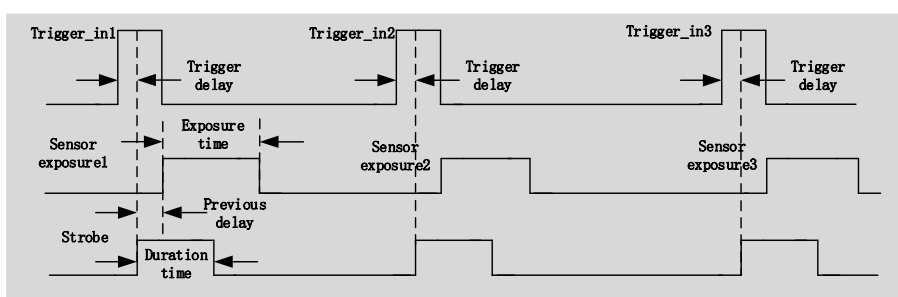 Trigger_in1
Trigger_in2
Trigger_in3
Trigger
delay
Trigger
delay
Trigger
delay
Exposure
time
Sensor
exposure1
Sensor
exposure2
Sensor
exposure3
Previous
delay
Strobe
Duration
time